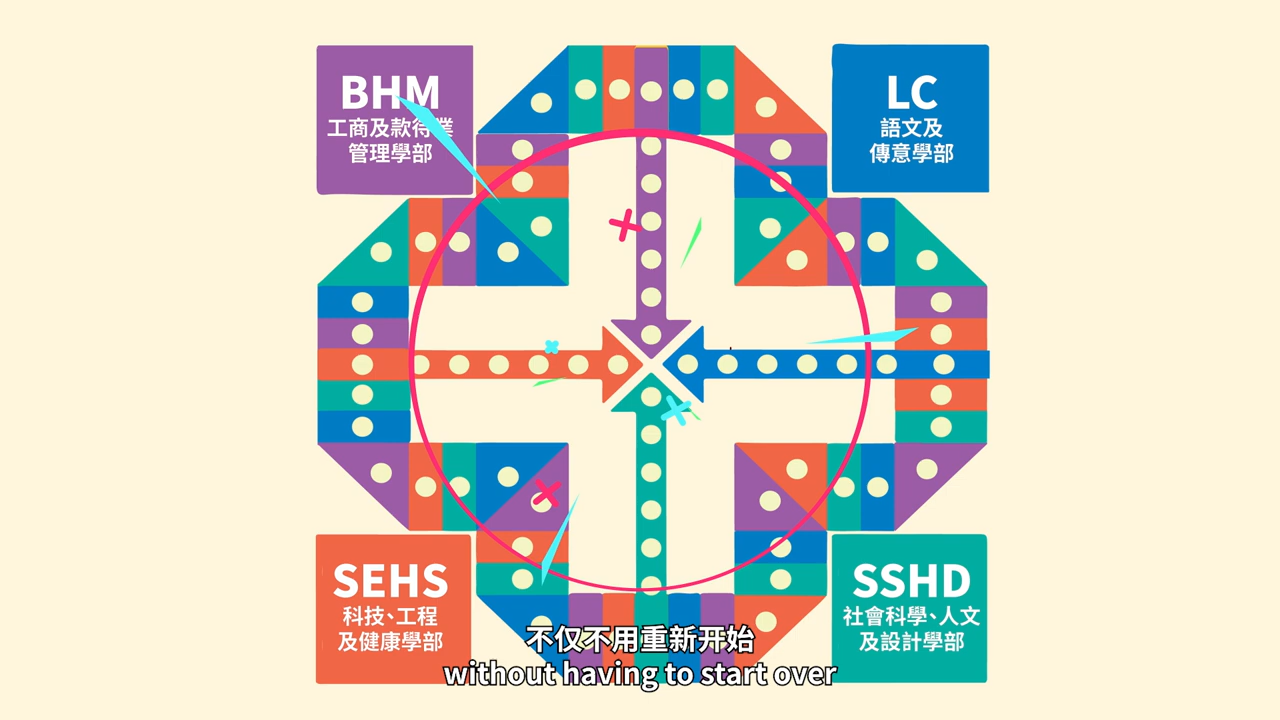 BHM
工商及款待業
管理學部
LC
語文及
傳意學部
SEHS
科技、工程
及健康學部
SSHD
社會科學、人文
及設計學部
不仅不用重新开始
without having to start over